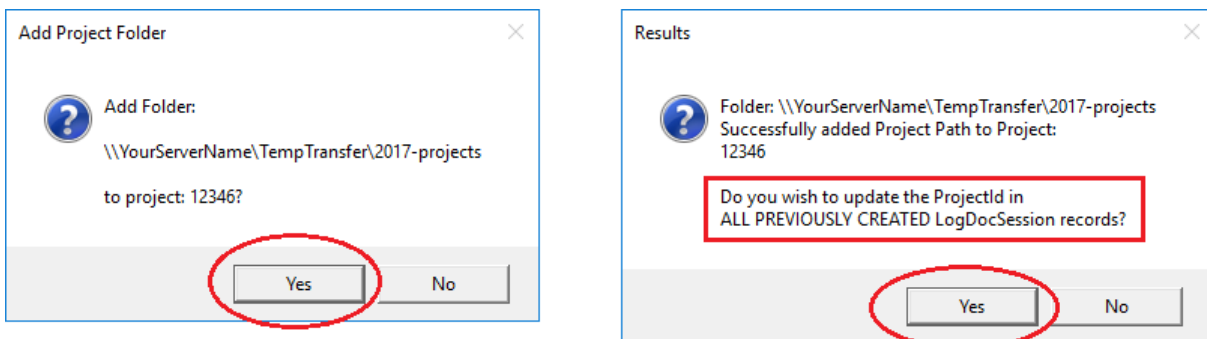 Add Project Folder
Add Folder:
\\YourServerName\TempTransfer\2017-projects
to project: 12346?
Yes
No
Results
Folder: \\YourServerName\TempTransfer\2017-projects
Successfully added Project Path to Project:
12346
Do you wish to update the ProjectId in
ALL PREVIOUSLY CREATED LogDocSession records?
Yes
No